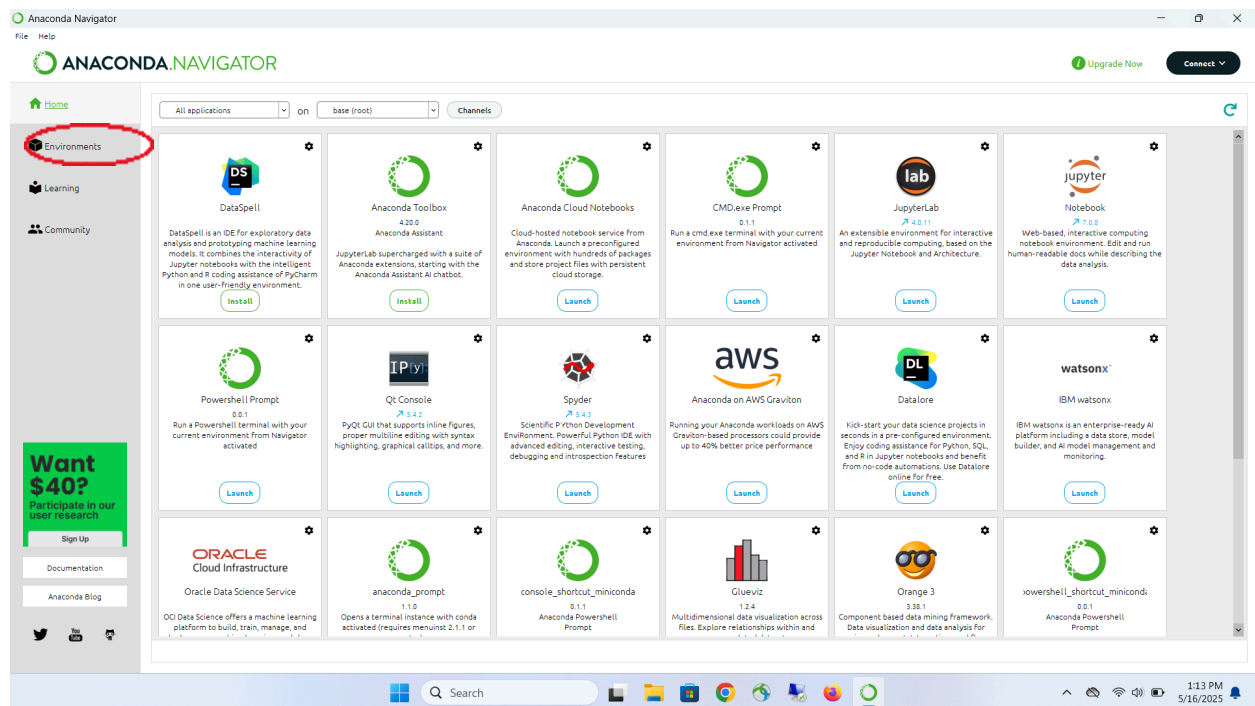 Anaconda Navigator
File Help
ANACONDA.NAVIGATOR
Upgrade Now
Connect
Home
Environments
Learning
Community
All applications
on
base (root)
Channels
DS
DataSpell
DataSpell is an IDE for exploratory data
analysis and prototyping machine learning
models. It combines the interactivity of
Jupyter notebooks with the intelligent
Python and R coding assistance of PyCharm
in one user-friendly environment.
Install
Anaconda Toolbox
4.20.0
Anaconda Assistant
JupyterLab supercharged with a suite of
Anaconda extensions, starting with the
Anaconda Assistant AI chatbot.
Install
Anaconda Cloud Notebooks
Cloud-hosted notebook service from
Anaconda. Launch a preconfigured
environment with hundreds of packages
and store project files with persistent
cloud storage.
Launch
CMD.exe Prompt
0.1.1
Run a cmd.exe terminal with your current
environment from Navigator activated
Launch
lab
JupyterLab
4.0.11
An extensible environment for interactive
and reproducible computing, based on the
Jupyter Notebook and Architecture.
Launch
jupyter
Notebook
7.0.8
Web-based, interactive computing
notebook environment. Edit and run
human-readable docs while describing the
data analysis.
Launch
Powershell Prompt
0.0.1
Run a Powershell terminal with your
current environment from Navigator
activated
Launch
IP[y]:
Qt Console
5.4.2
PyQt GUI that supports inline figures,
proper multiline editing with syntax
highlighting, graphical calltips, and more.
Launch
Spyder
5.4.3
Scientific PYthon Development
EnviRonment. Powerful Python IDE with
advanced editing, interactive testing,
debugging and introspection features
Launch
aws
Anaconda on AWS Graviton
Running your Anaconda workloads on AWS
Graviton-based processors could provide
up to 40% better price performance
Launch
DL
Datalore
Kick-start your data science projects in
seconds in a pre-configured environment.
Enjoy coding assistance for Python, SQL,
and R in Jupyter notebooks and benefit
from no-code automations. Use Datalore
online for free.
Launch
watsonx
IBM watsonx
IBM watsonx is an enterprise-ready AI
platform including a data store, model
builder, and AI model management and
monitoring.
Launch
ORACLE
Cloud Infrastructure
Oracle Data Science Service
OCI Data Science offers a machine learning
platform to build, train, manage, and
anaconda_prompt
1.1.0
Opens a terminal instance with conda
activated (requires menuinst 2.1.1 or
console_shortcut_miniconda
0.1.1
Anaconda Powershell
Prompt
Glueviz
1.2.4
Multidimensional data visualization across
files. Explore relationships within and
Orange 3
3.38.1
Component based data mining framework.
Data visualization and data analysis for
powershell_shortcut_miniconda
0.0.1
Anaconda Powershell
Prompt
Want
$40?
Participate in our
user research
Sign Up
Documentation
Anaconda Blog
You
Tube
Search
1:13 PM
5/16/2025